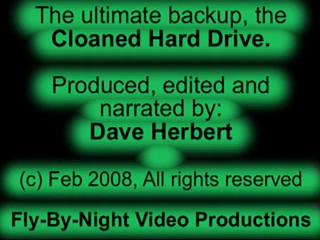 The ultimate backup, the
Cloaned Hard Drive.
Produced, edited and
narrated by:
Dave Herbert
(c) Feb 2008, All rights reserved
Fly-By-Night Video Productions